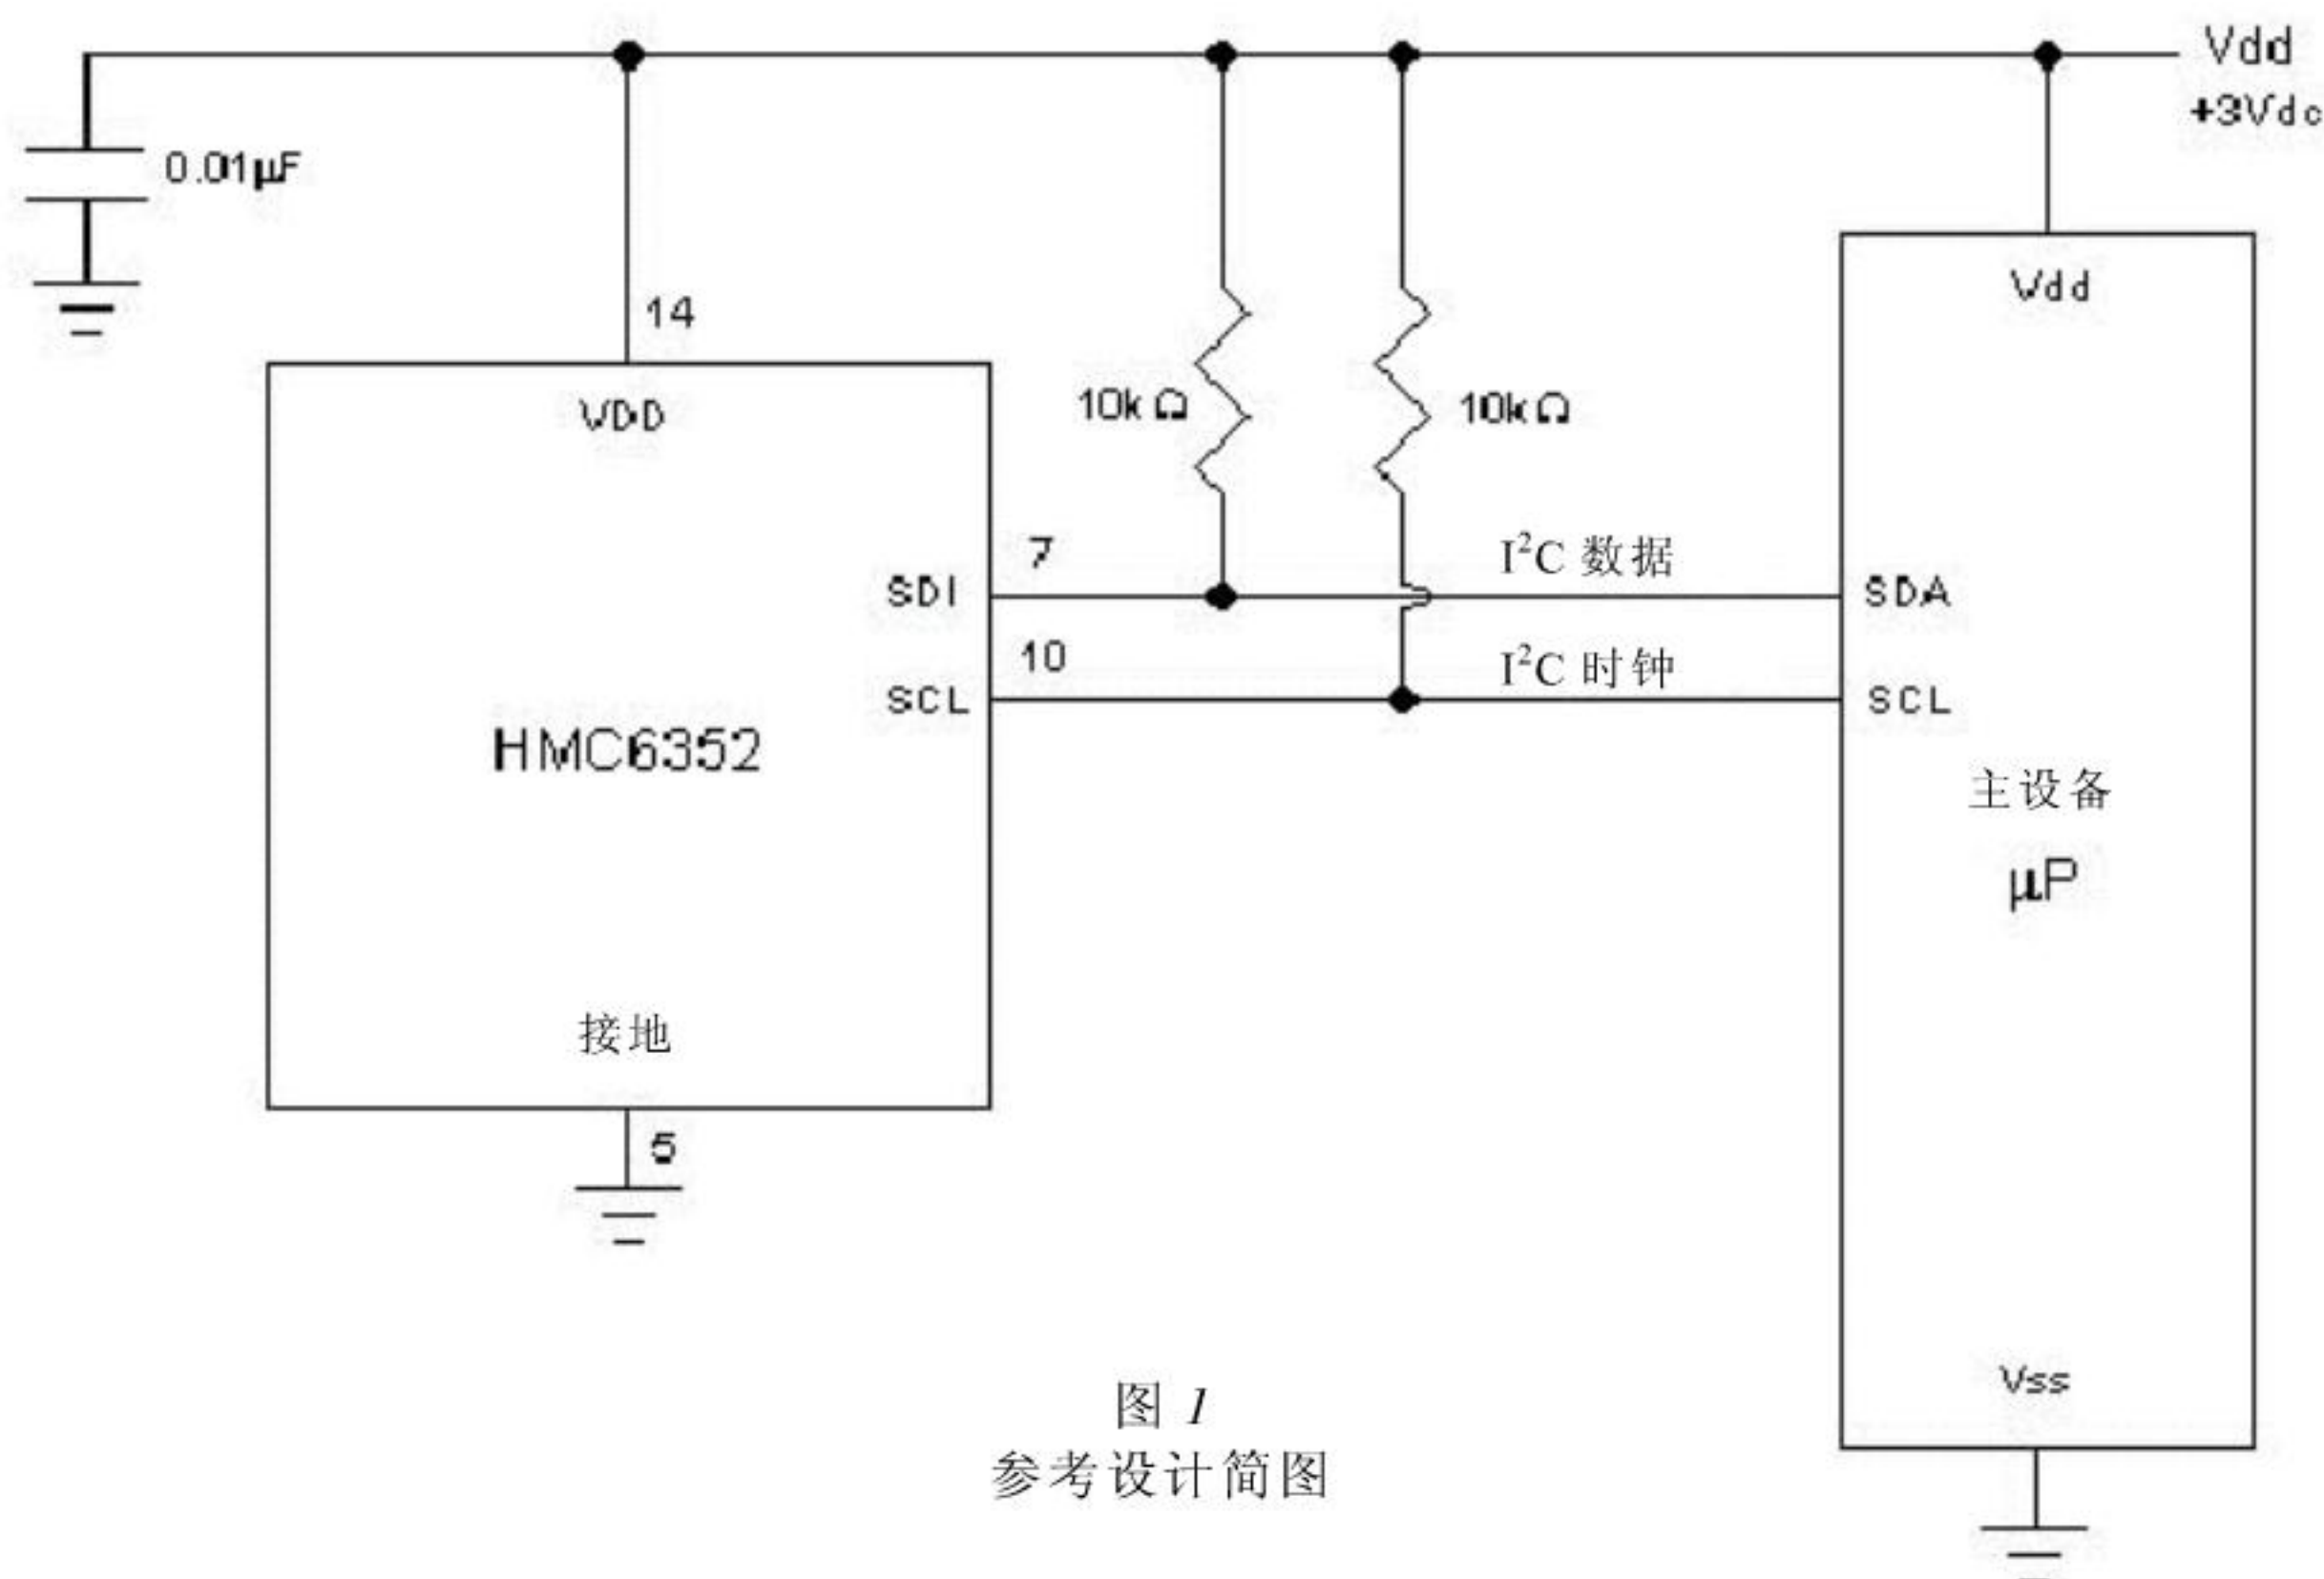 Vdd
+3Vdc
0.01µF
14
VDD
10kΩ
10kΩ
Vdd
7
I²C 数据
SDI
SDA
10
I²C 时钟
SCL
SCL
HMC6352
主设备
µP
接地
5
Vss
图 1
参考设计简图